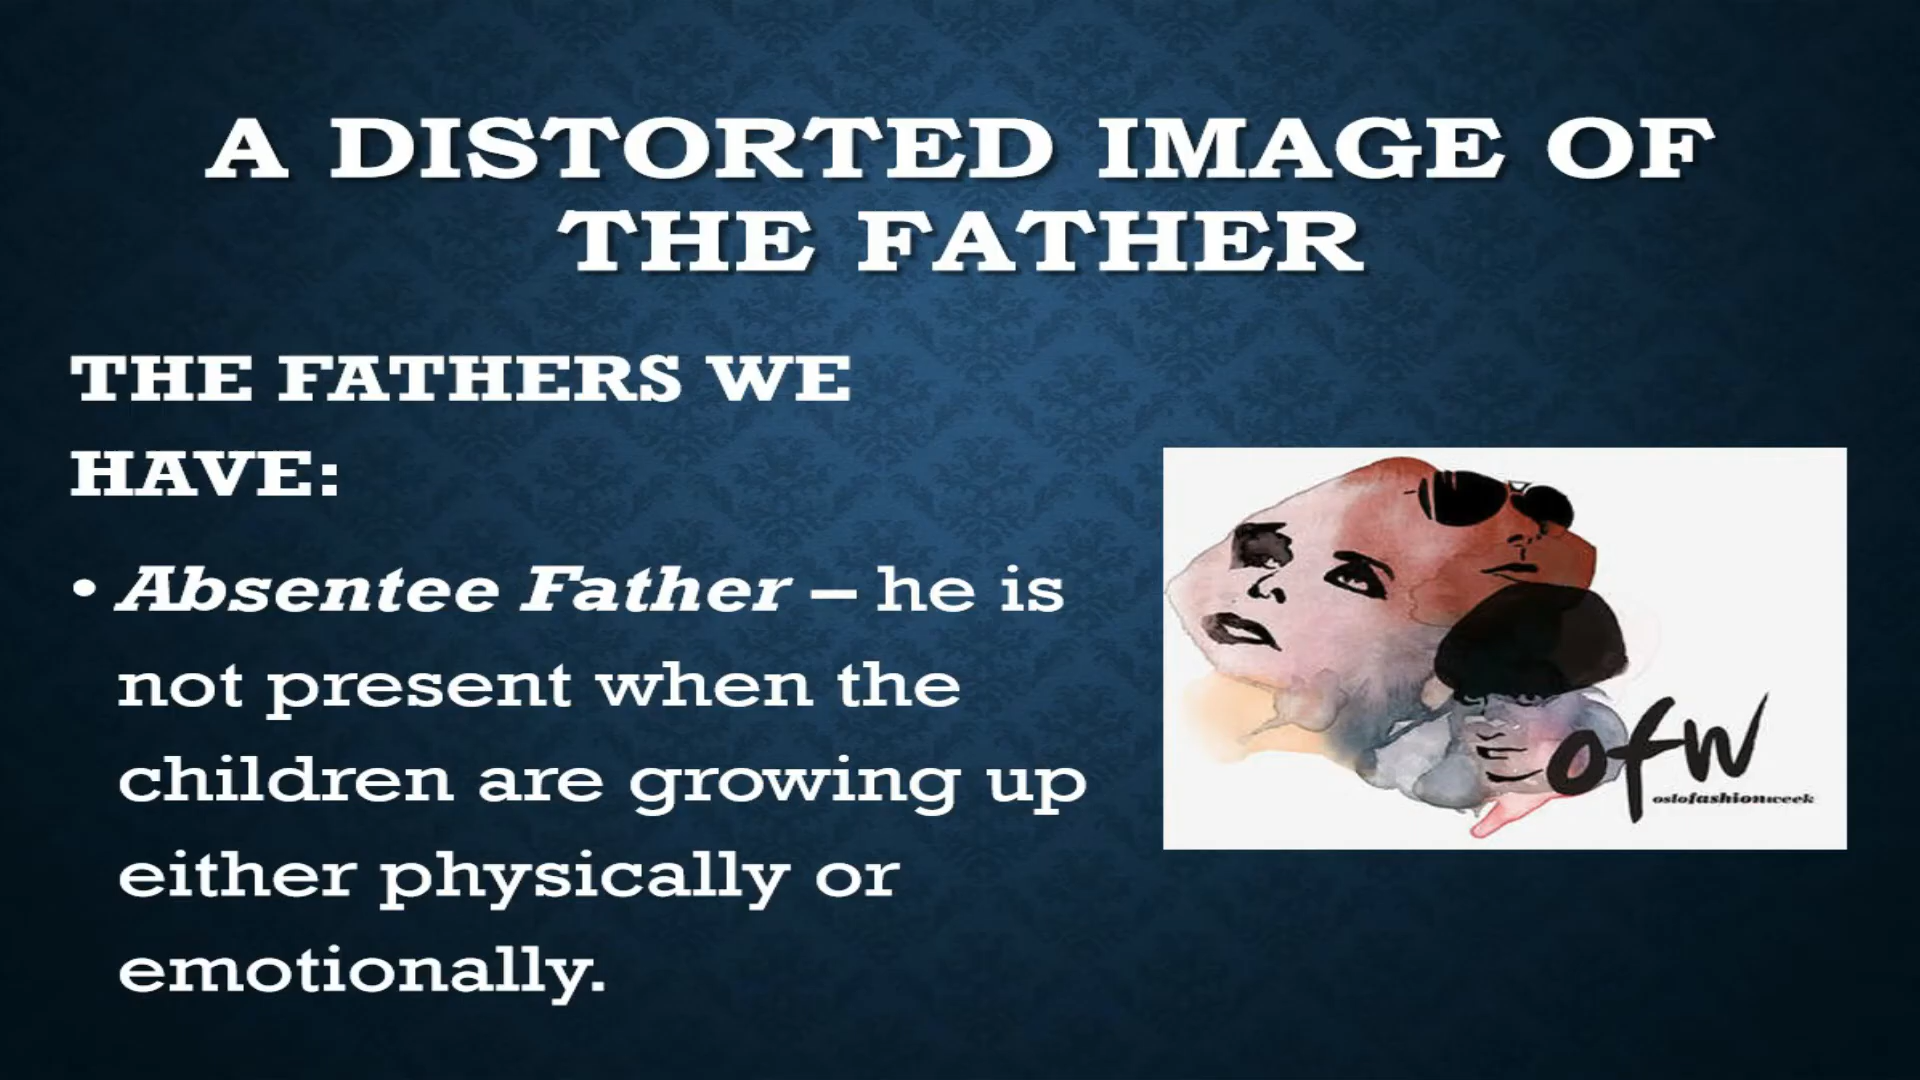 A DISTORTED IMAGE OF
THE FATHER
THE FATHERS WE
HAVE:
• Absentee Father – he is
not present when the
children are growing up
either physically or
emotionally.
ofw
oslofashionweek